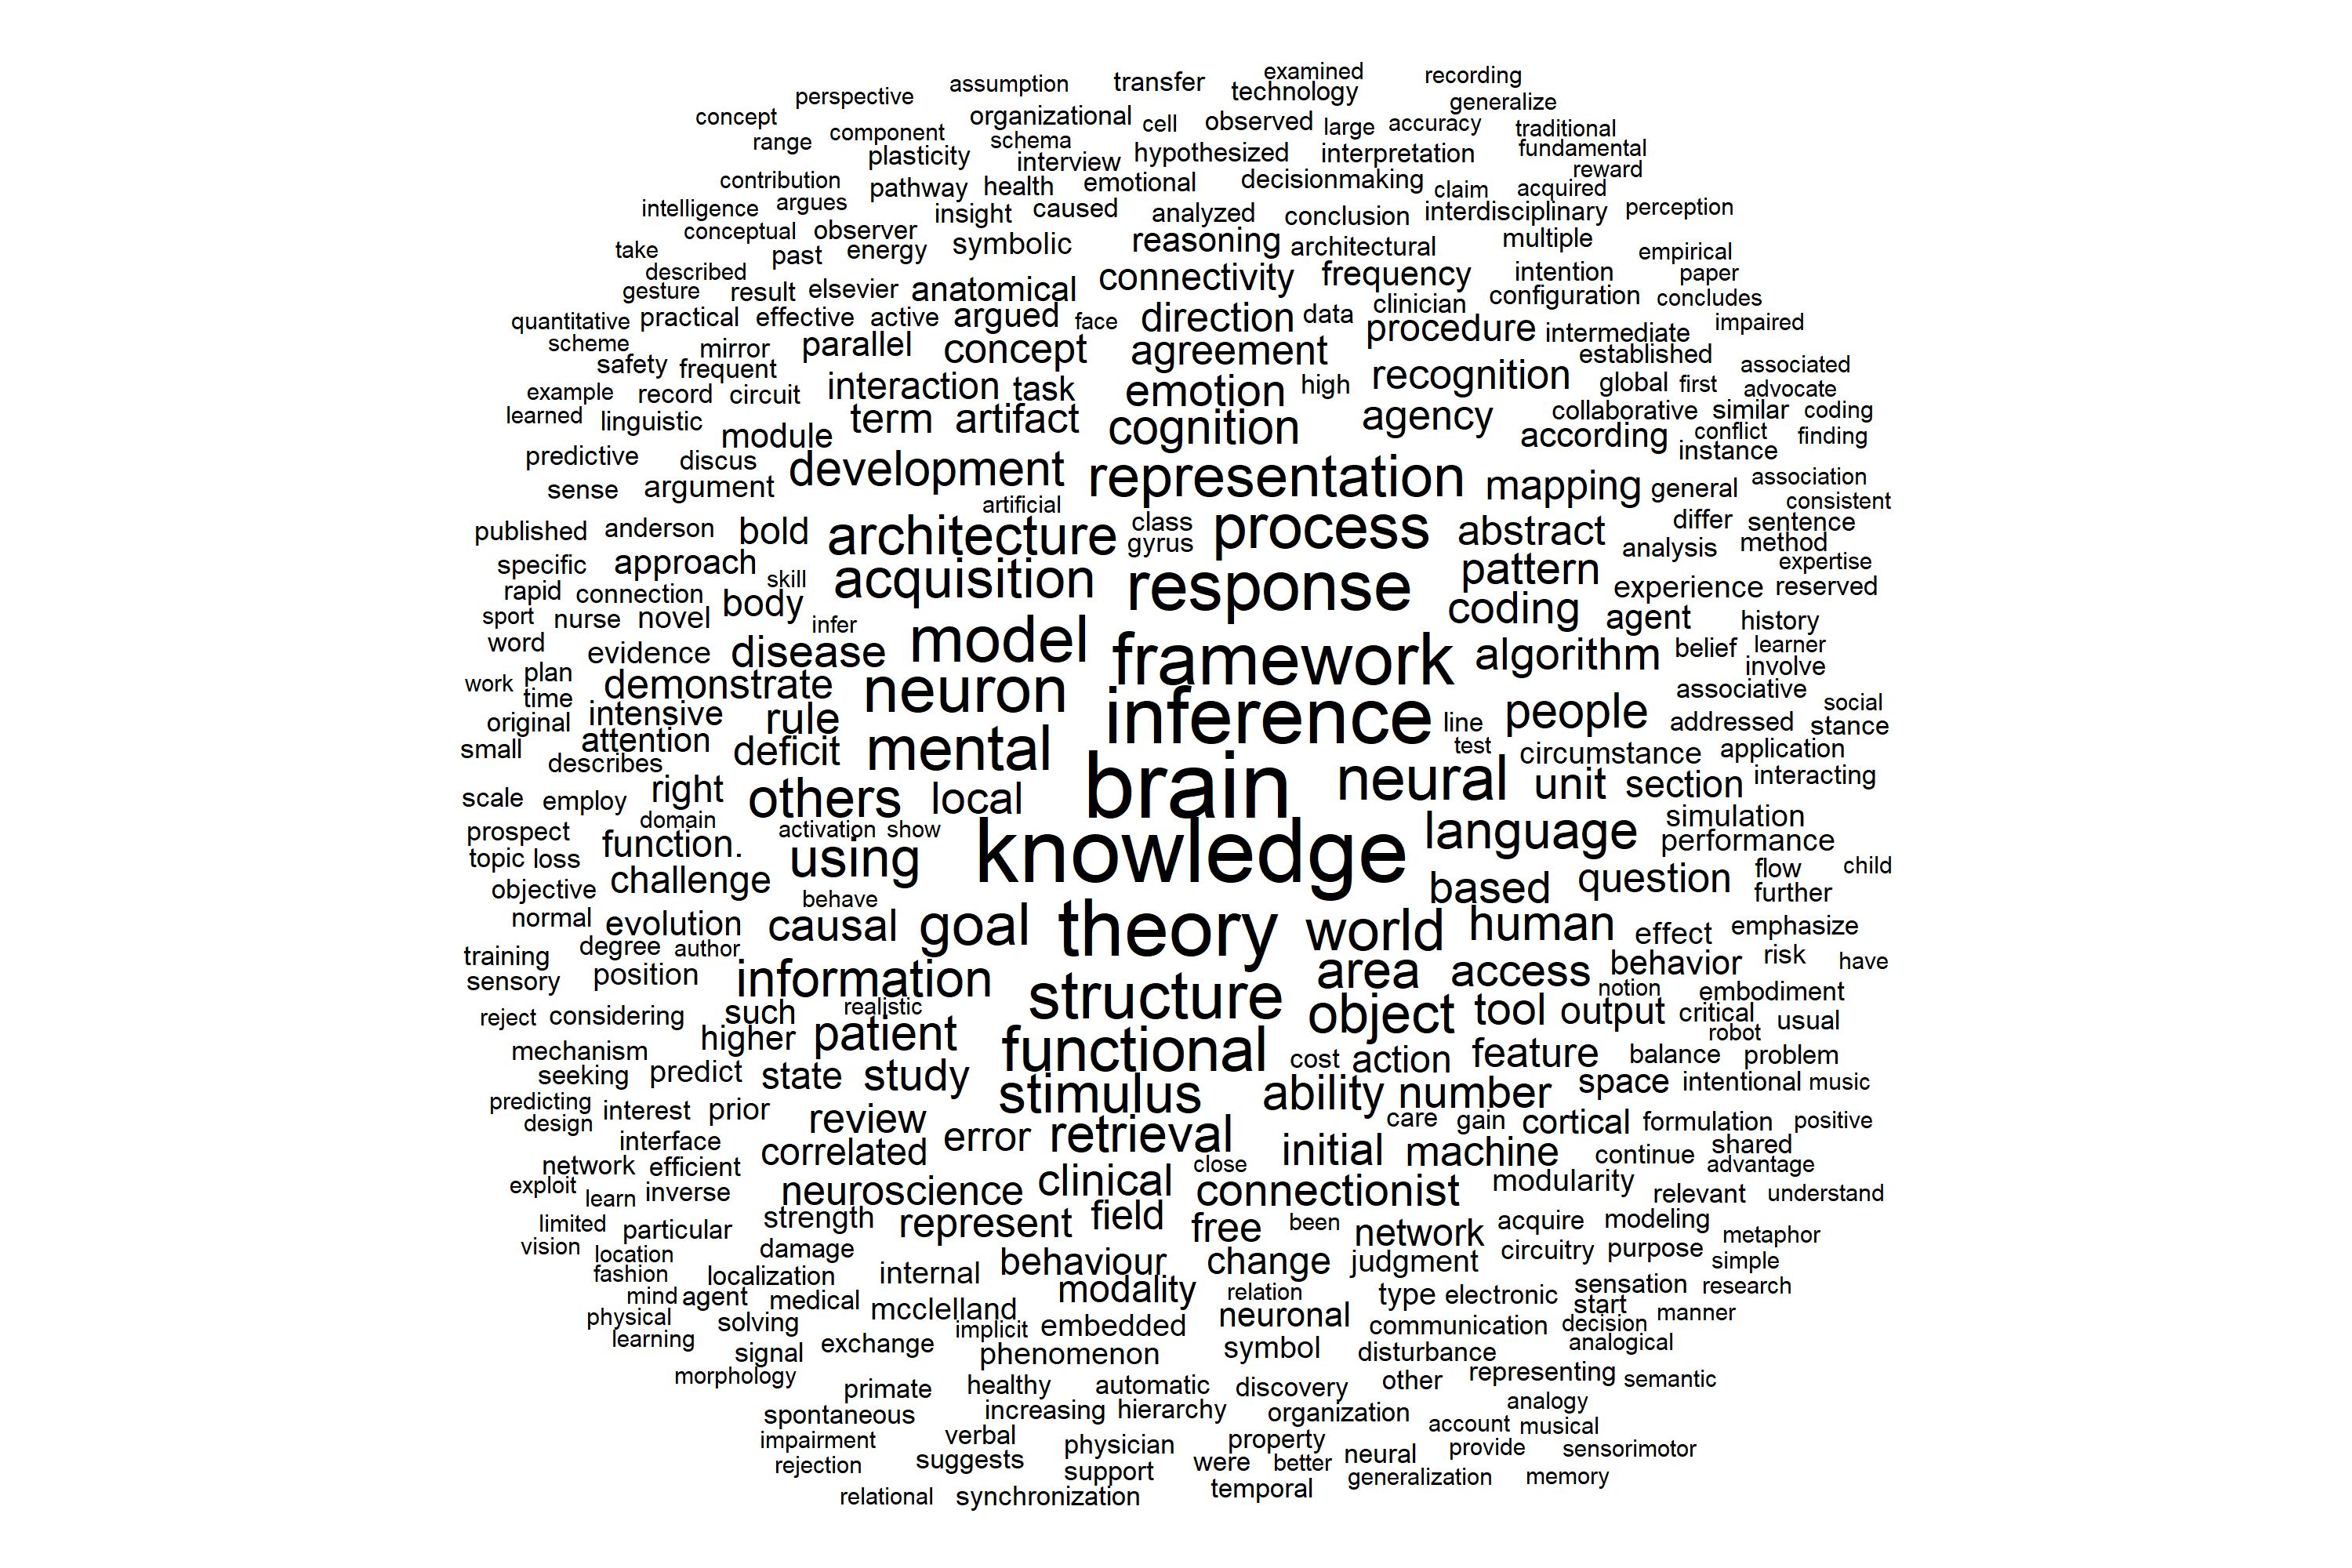 examined recording
assumption transfer technology
perspective generalize
concept organizational cell observed large accuracy traditional
range component schema hypothesized interpretation fundamental
plasticity interview reward
contribution pathway health emotional decisionmaking claim acquired
intelligence argues insight caused analyzed conclusion interdisciplinary perception
conceptual observer symbolic reasoning architectural multiple empirical
take past energy
described connectivity frequency intention paper
gesture result elsevier anatomical clinician configuration concludes
quantitative practical effective active argued face direction data procedure intermediate impaired
scheme mirror parallel concept agreement established
safety frequent associated
example record circuit interaction task emotion high recognition global first advocate
learned linguistic term artifact cognition agency collaborative similar coding
module according conflict finding
predictive discus development representation instance association
sense argument mapping general consistent
artificial
published anderson bold architecture class process abstract differ sentence
gyrus analysis method
specific approach acquisition response pattern expertise
rapid connection skill experience reserved
sport nurse novel body coding agent history
word infer model learner
evidence disease framework algorithm belief involve
work plan demonstrate neuron associative
time inference social
original intensive rule people addressed stance
small attention deficit mental line circumstance application
describes test
scale employ right others local brain neural unit section interacting
prospect domain activation show knowledge language simulation
topic loss function. using performance
objective challenge based question flow child
behave further
normal evolution causal goal theory world human effect emphasize
training degree author
sensory position information area access behavior risk have
structure notion embodiment
reject considering such realistic object tool output critical usual
higher patient robot
mechanism functional cost action feature balance problem
seeking predict state study stimulus ability number space intentional music
predicting interest prior review care gain cortical formulation positive
design
interface correlated error retrieval initial machine continue shared
network efficient close advantage
exploit learn inverse neuroscience clinical connectionist modularity relevant understand
limited particular strength represent field free been network acquire modeling metaphor
vision location damage behaviour change judgment circuitry purpose simple
fashion localization internal modality relation sensation research
mind agent medical mcclelland neuronal type electronic start manner
physical solving implicit embedded communication decision
learning signal exchange phenomenon symbol disturbance analogical
morphology primate healthy automatic discovery other representing semantic
spontaneous increasing hierarchy organization account musical analogy
impairment verbal physician property neural provide sensorimotor
rejection suggests support were better generalization memory
relational synchronization temporal